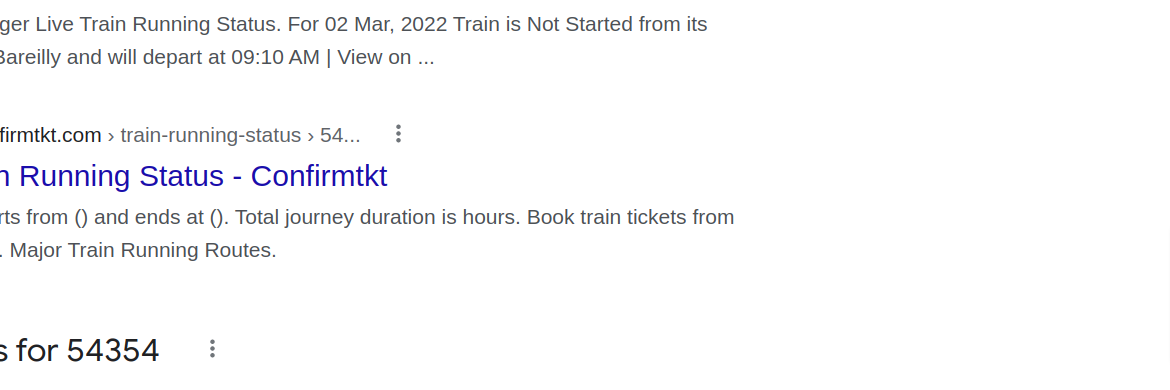 ger Live Train Running Status. For 02 Mar, 2022 Train is Not Started from its
Bareilly and will depart at 09:10 AM | View on ...
firmtkt.com › train-running-status › 54...
n Running Status - Confirmtkt
rts from () and ends at (). Total journey duration is hours. Book train tickets from
. Major Train Running Routes.
s for 54354